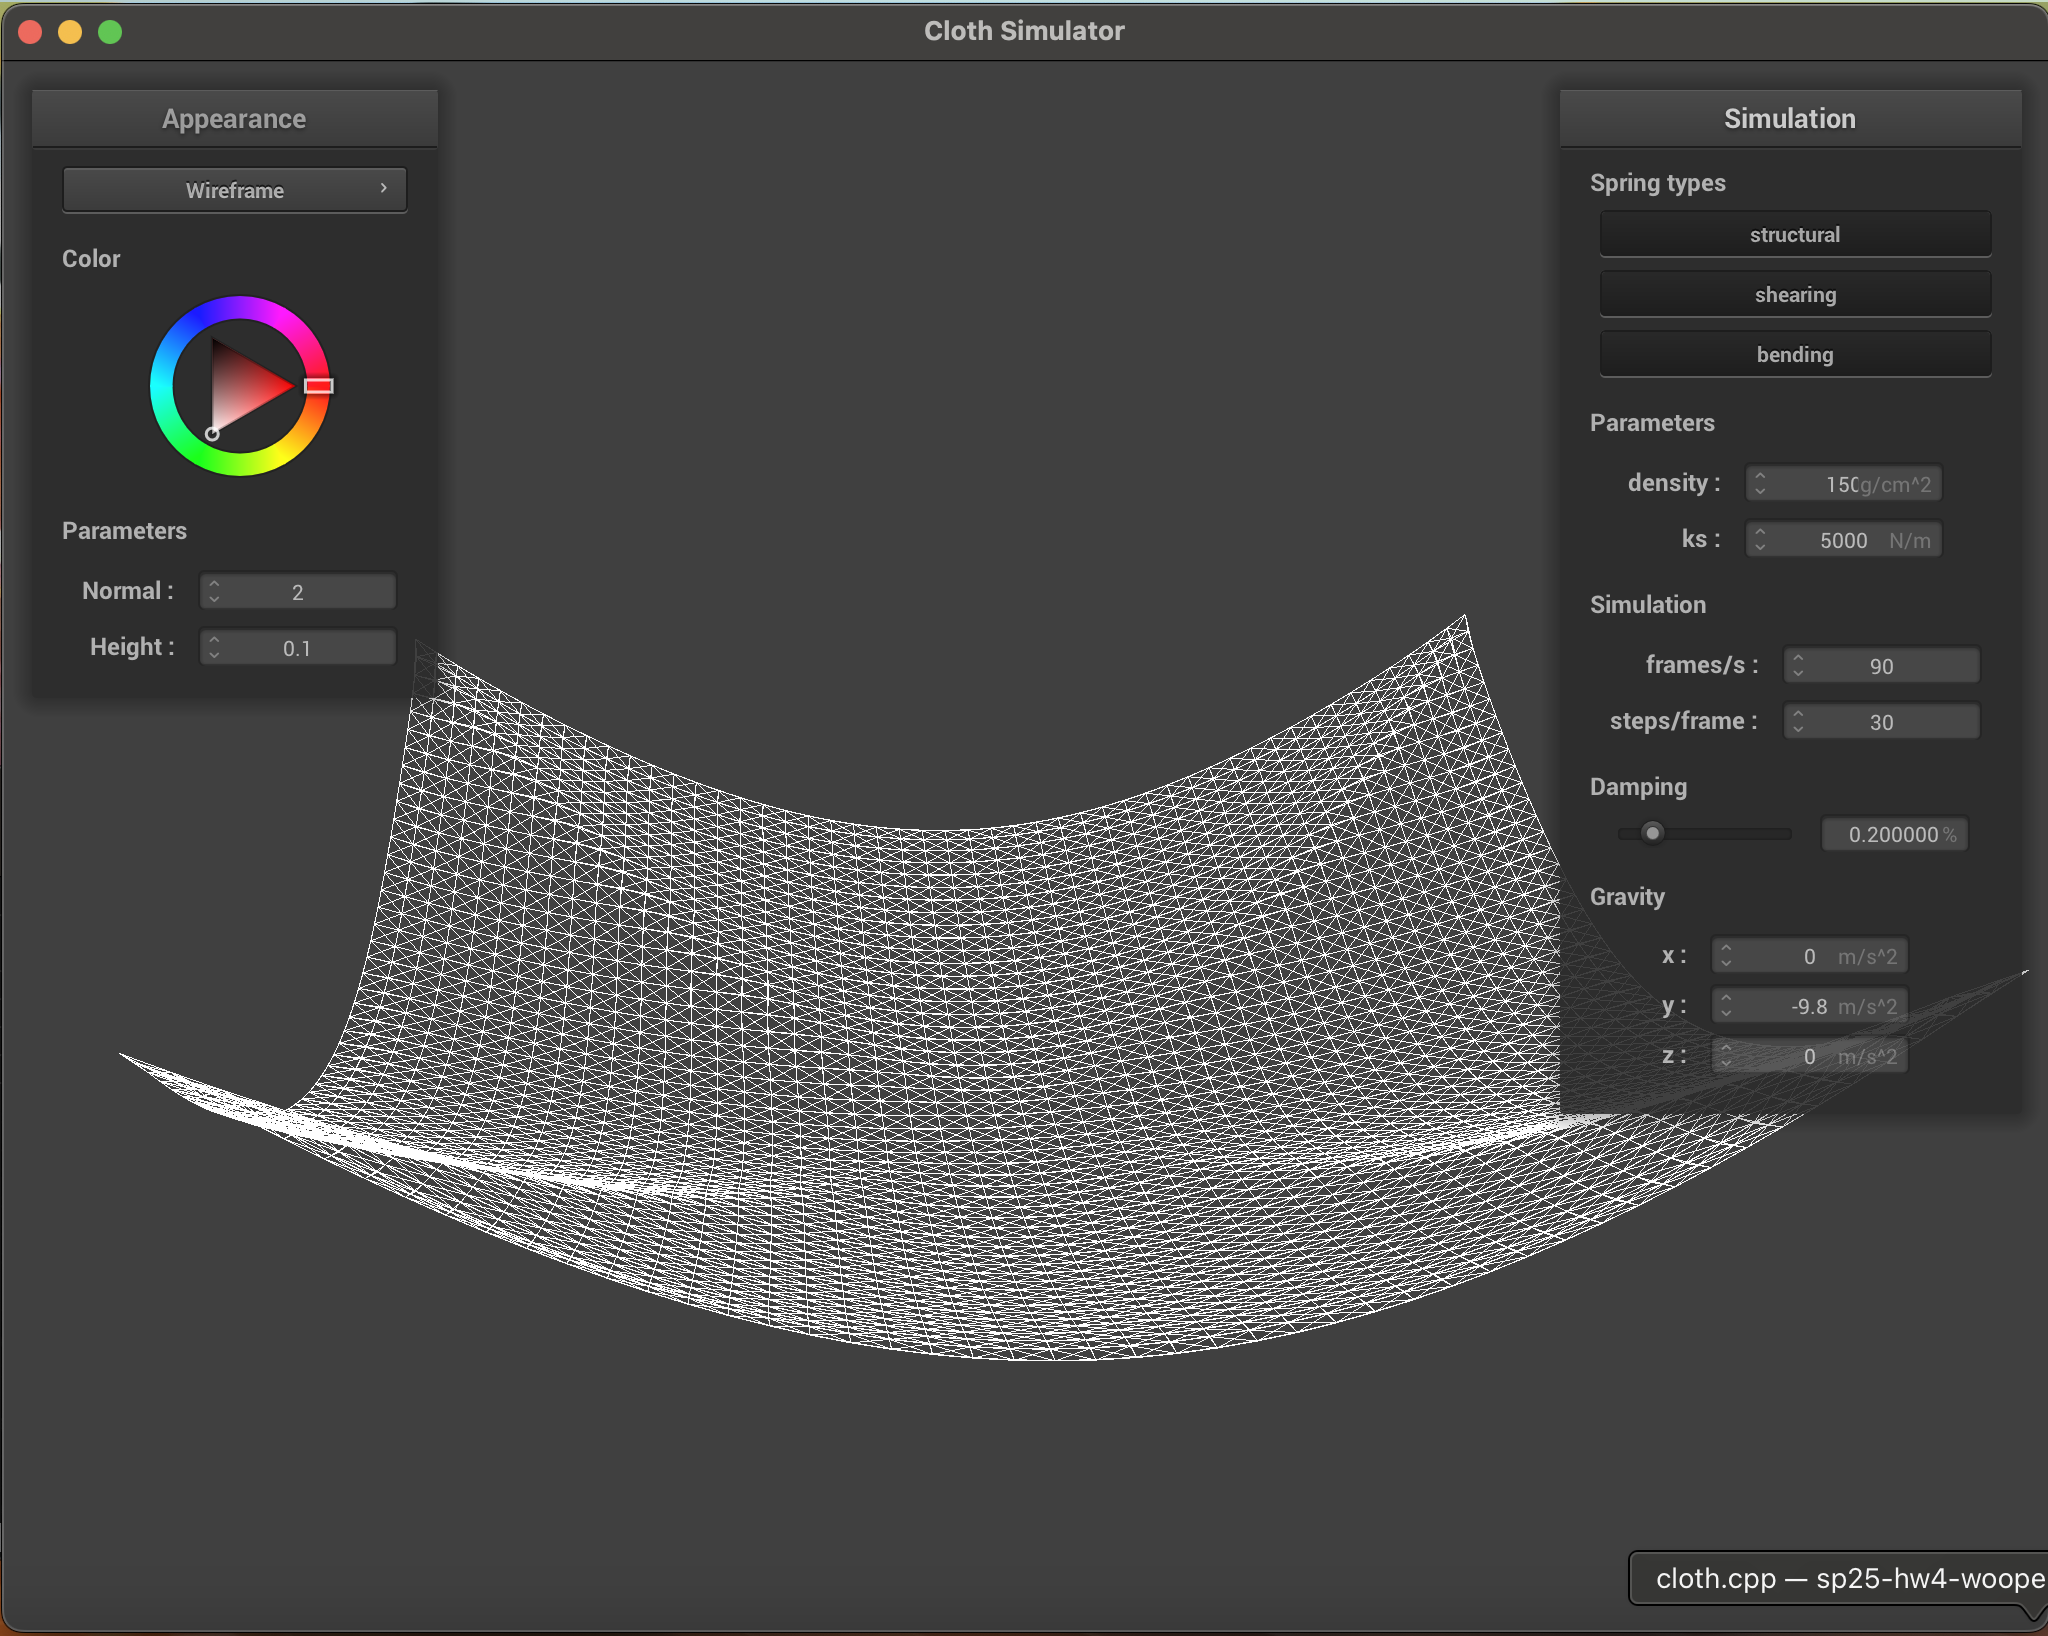 Cloth Simulator
Appearance
Wireframe
Color
Parameters
Normal : 2
Height : 0.1
Simulation
Spring types
structural
shearing
bending
Parameters
density : 150 g/cm^2
ks : 5000 N/m
Simulation
frames/s : 90
steps/frame : 30
Damping
0.200000 %
Gravity
x : 0 m/s^2
y : -9.8 m/s^2
z : 0 m/s^2
cloth.cpp — sp25-hw4-woope